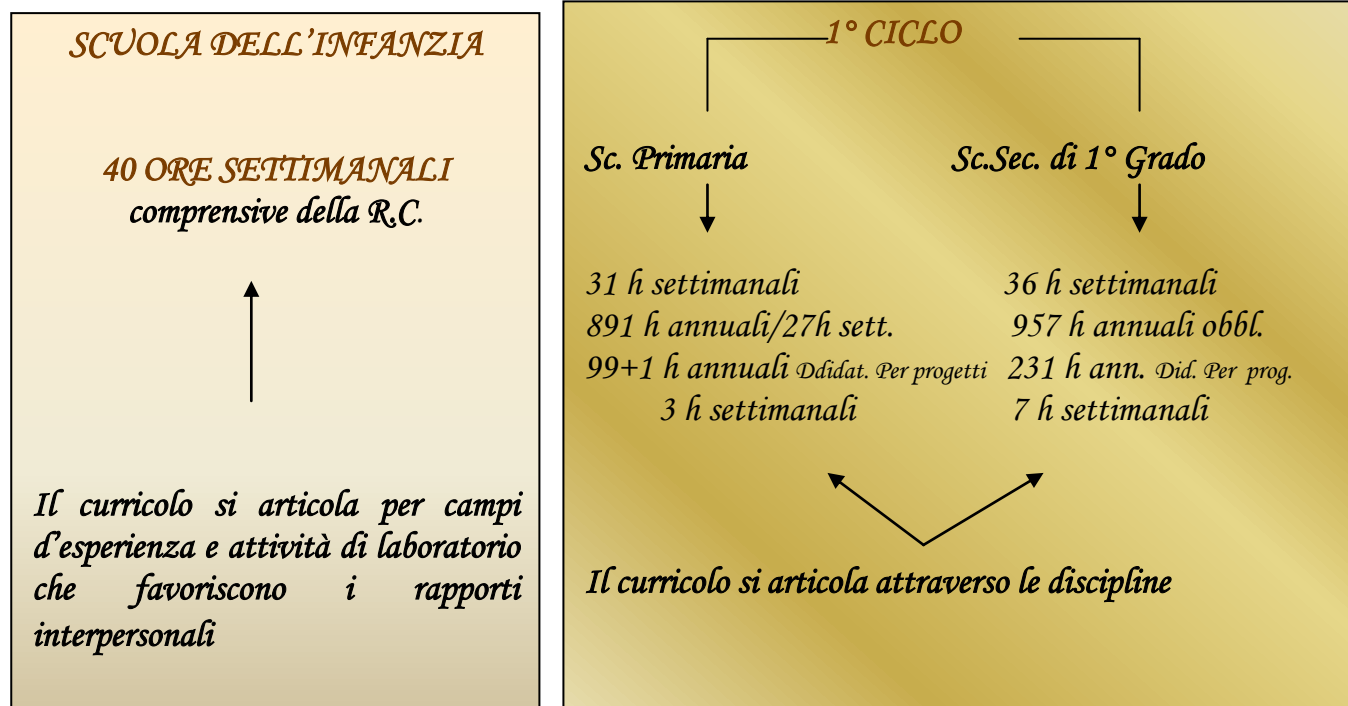 SCUOLA DELL'INFANZIA
40 ORE SETTIMANALI
comprensive della R.C.
Il curricolo si articola per campi
d'esperienza e attività di laboratorio
che favoriscono i rapporti
interpersonali
1° CICLO
Sc. Primaria
31 h settimanali
891 h annuali/27h sett.
99+1 h annuali Ddidat. Per progetti
3 h settimanali
Sc.Sec. di 1° Grado
36 h settimanali
957 h annuali obbl.
231 h ann. Did. Per prog.
7 h settimanali
Il curricolo si articola attraverso le discipline